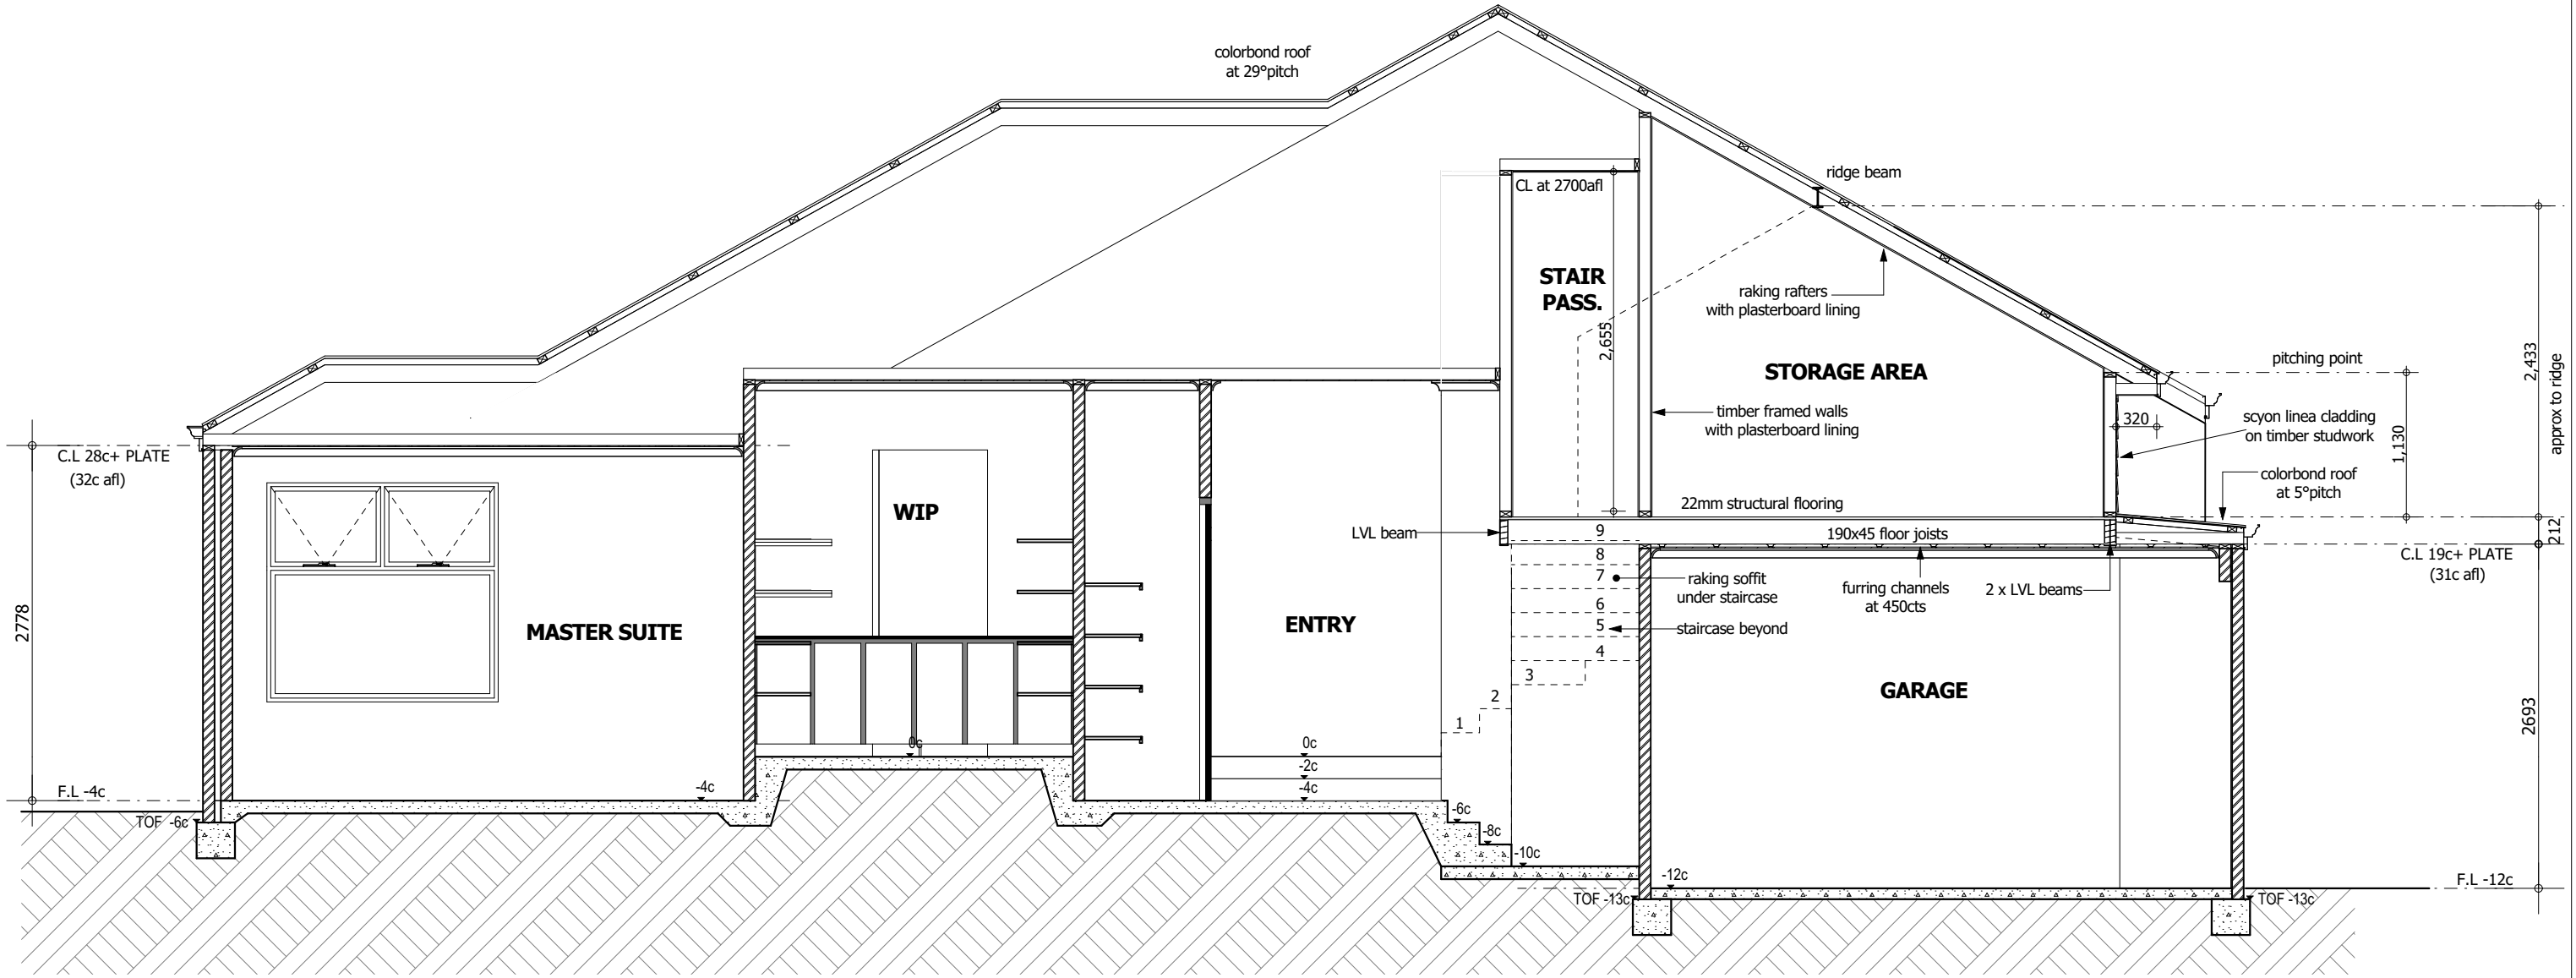 colorbond roof
at 29°pitch
ridge beam
CL at 2700afl
STAIR
PASS.
2,655
raking rafters
with plasterboard lining
STORAGE AREA
timber framed walls
with plasterboard lining
pitching point
2,433
approx to ridge
320
1,130
scyon linea cladding
on timber studwork
colorbond roof
at 5°pitch
C.L 28c+ PLATE
(32c afl)
WIP
22mm structural flooring
LVL beam
9
190x45 floor joists
212
C.L 19c+ PLATE
(31c afl)
8
7
raking soffit
under staircase
furring channels
at 450cts
2 x LVL beams
6
5
staircase beyond
4
3
2
1
2778
MASTER SUITE
ENTRY
GARAGE
2693
0c
0c
-2c
-4c
-4c
F.L -4c
TOF -6c
-6c
-8c
-10c
-12c
F.L -12c
TOF -13c
TOF -13c